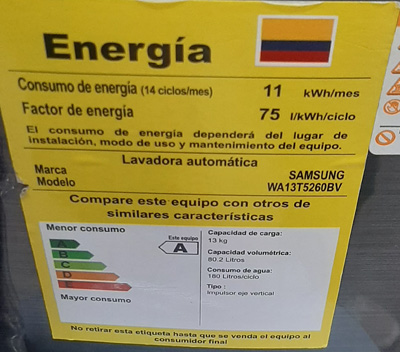 Energía
Consumo de energía (14 ciclos/mes) 11 kWh/mes
Factor de energía 75 l/kWh/ciclo
El consumo de energía dependerá del lugar de
instalación, modo de uso y mantenimiento del equipo.
Lavadora automática
Marca SAMSUNG
Modelo WA13T5260BV
Compare este equipo con otros de
similares características
Menor consumo
Este equipo
A
A
B
C
D
E
Mayor consumo
Capacidad de carga:
13 kg
Capacidad volumétrica:
80.2 Litros
Consumo de agua:
180 Litros/ciclo
Tipo :
Impulsor eje vertical
No retirar esta etiqueta hasta que se venda el equipo al
consumidor final